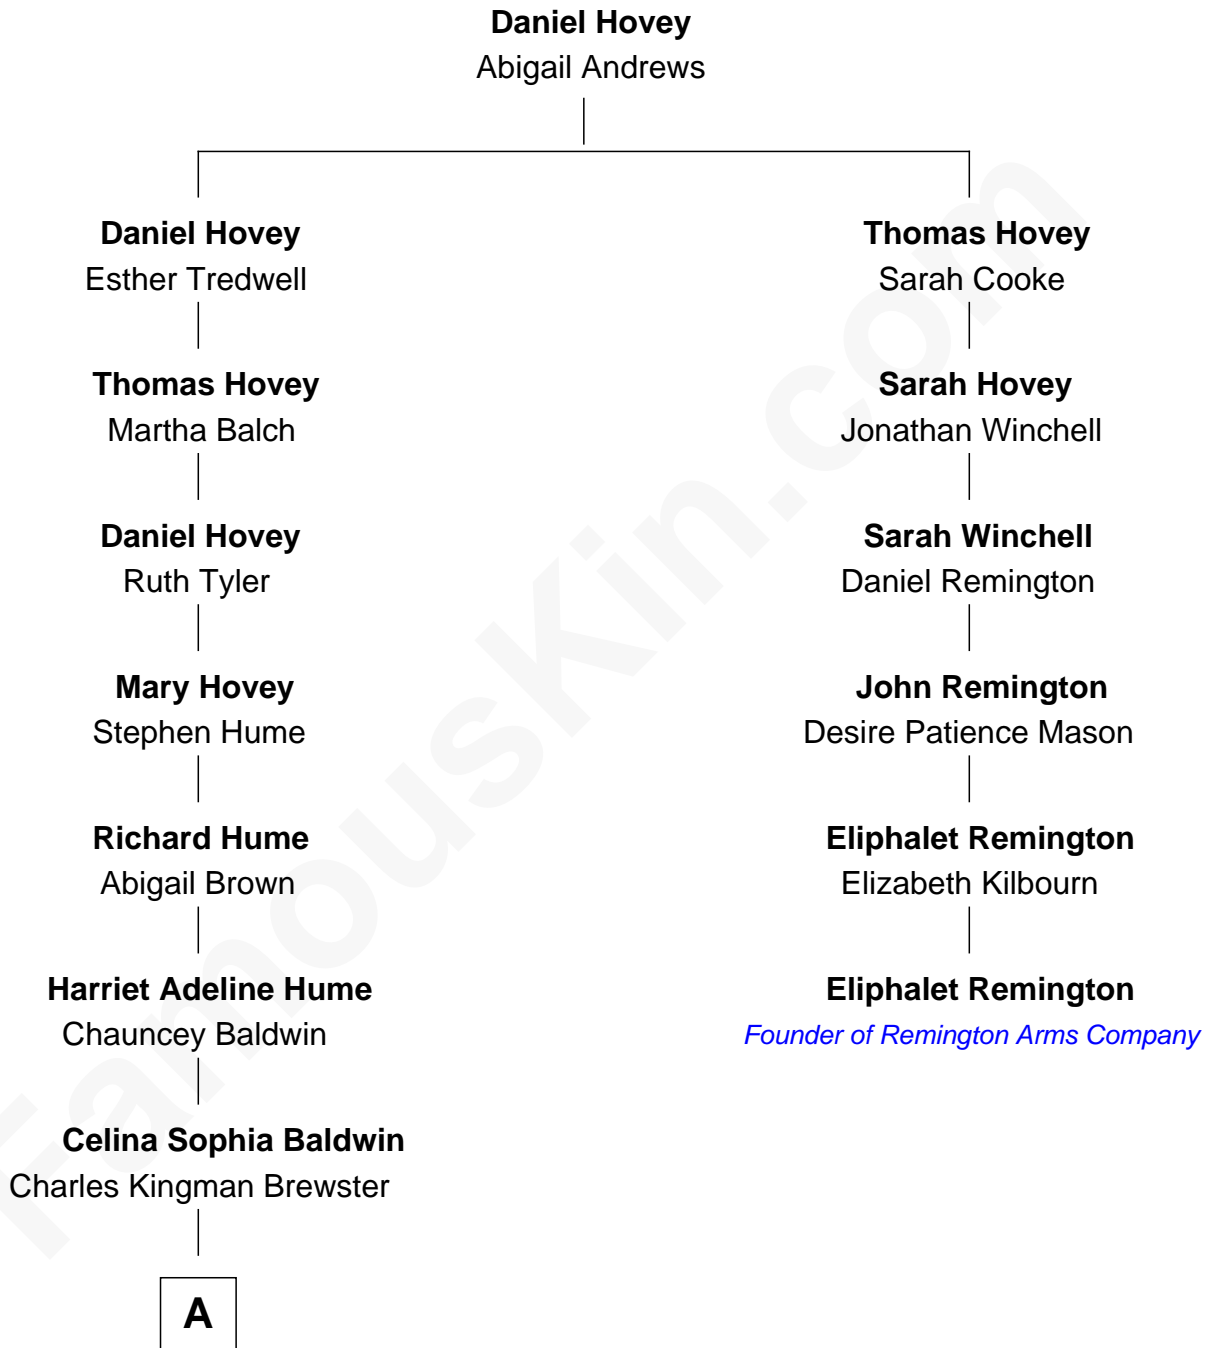 Daniel Hovey
Abigail Andrews
Daniel Hovey
Esther Tredwell
Thomas Hovey
Martha Balch
Daniel Hovey
Ruth Tyler
Mary Hovey
Stephen Hume
Richard Hume
Abigail Brown
Harriet Adeline Hume
Chauncey Baldwin
Celina Sophia Baldwin
Charles Kingman Brewster
A
Thomas Hovey
Sarah Cooke
Sarah Hovey
Jonathan Winchell
Sarah Winchell
Daniel Remington
John Remington
Desire Patience Mason
Eliphalet Remington
Elizabeth Kilbourn
Eliphalet Remington
Founder of Remington Arms Company
FamousKin.com